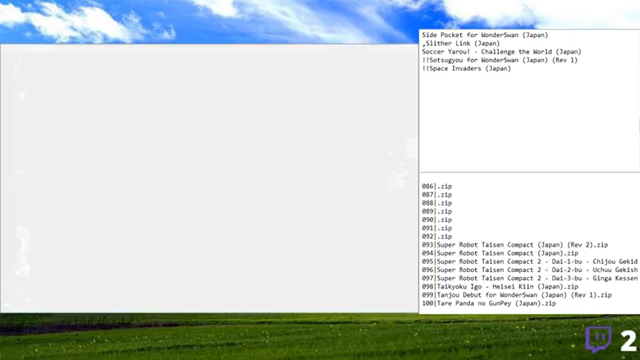 Side Pocket for WonderSwan (Japan)
,Slither Link (Japan)
Soccer Yarou! - Challenge the World (Japan)
!!Sotsugyou for WonderSwan (Japan) (Rev 1)
!!Space Invaders (Japan)
086|.zip
087|.zip
088|.zip
089|.zip
090|.zip
091|.zip
092|.zip
093|Super Robot Taisen Compact (Japan) (Rev 2).zip
094|Super Robot Taisen Compact (Japan).zip
095|Super Robot Taisen Compact 2 - Dai-1-bu - Chijou Gekid
096|Super Robot Taisen Compact 2 - Dai-2-bu - Uchuu Gekish
097|Super Robot Taisen Compact 2 - Dai-3-bu - Ginga Kessen
098|Taikyoku Igo - Heisei Kiin (Japan).zip
099|Tanjou Debut for WonderSwan (Japan) (Rev 1).zip
100|Tare Panda no GunPey (Japan).zip
2